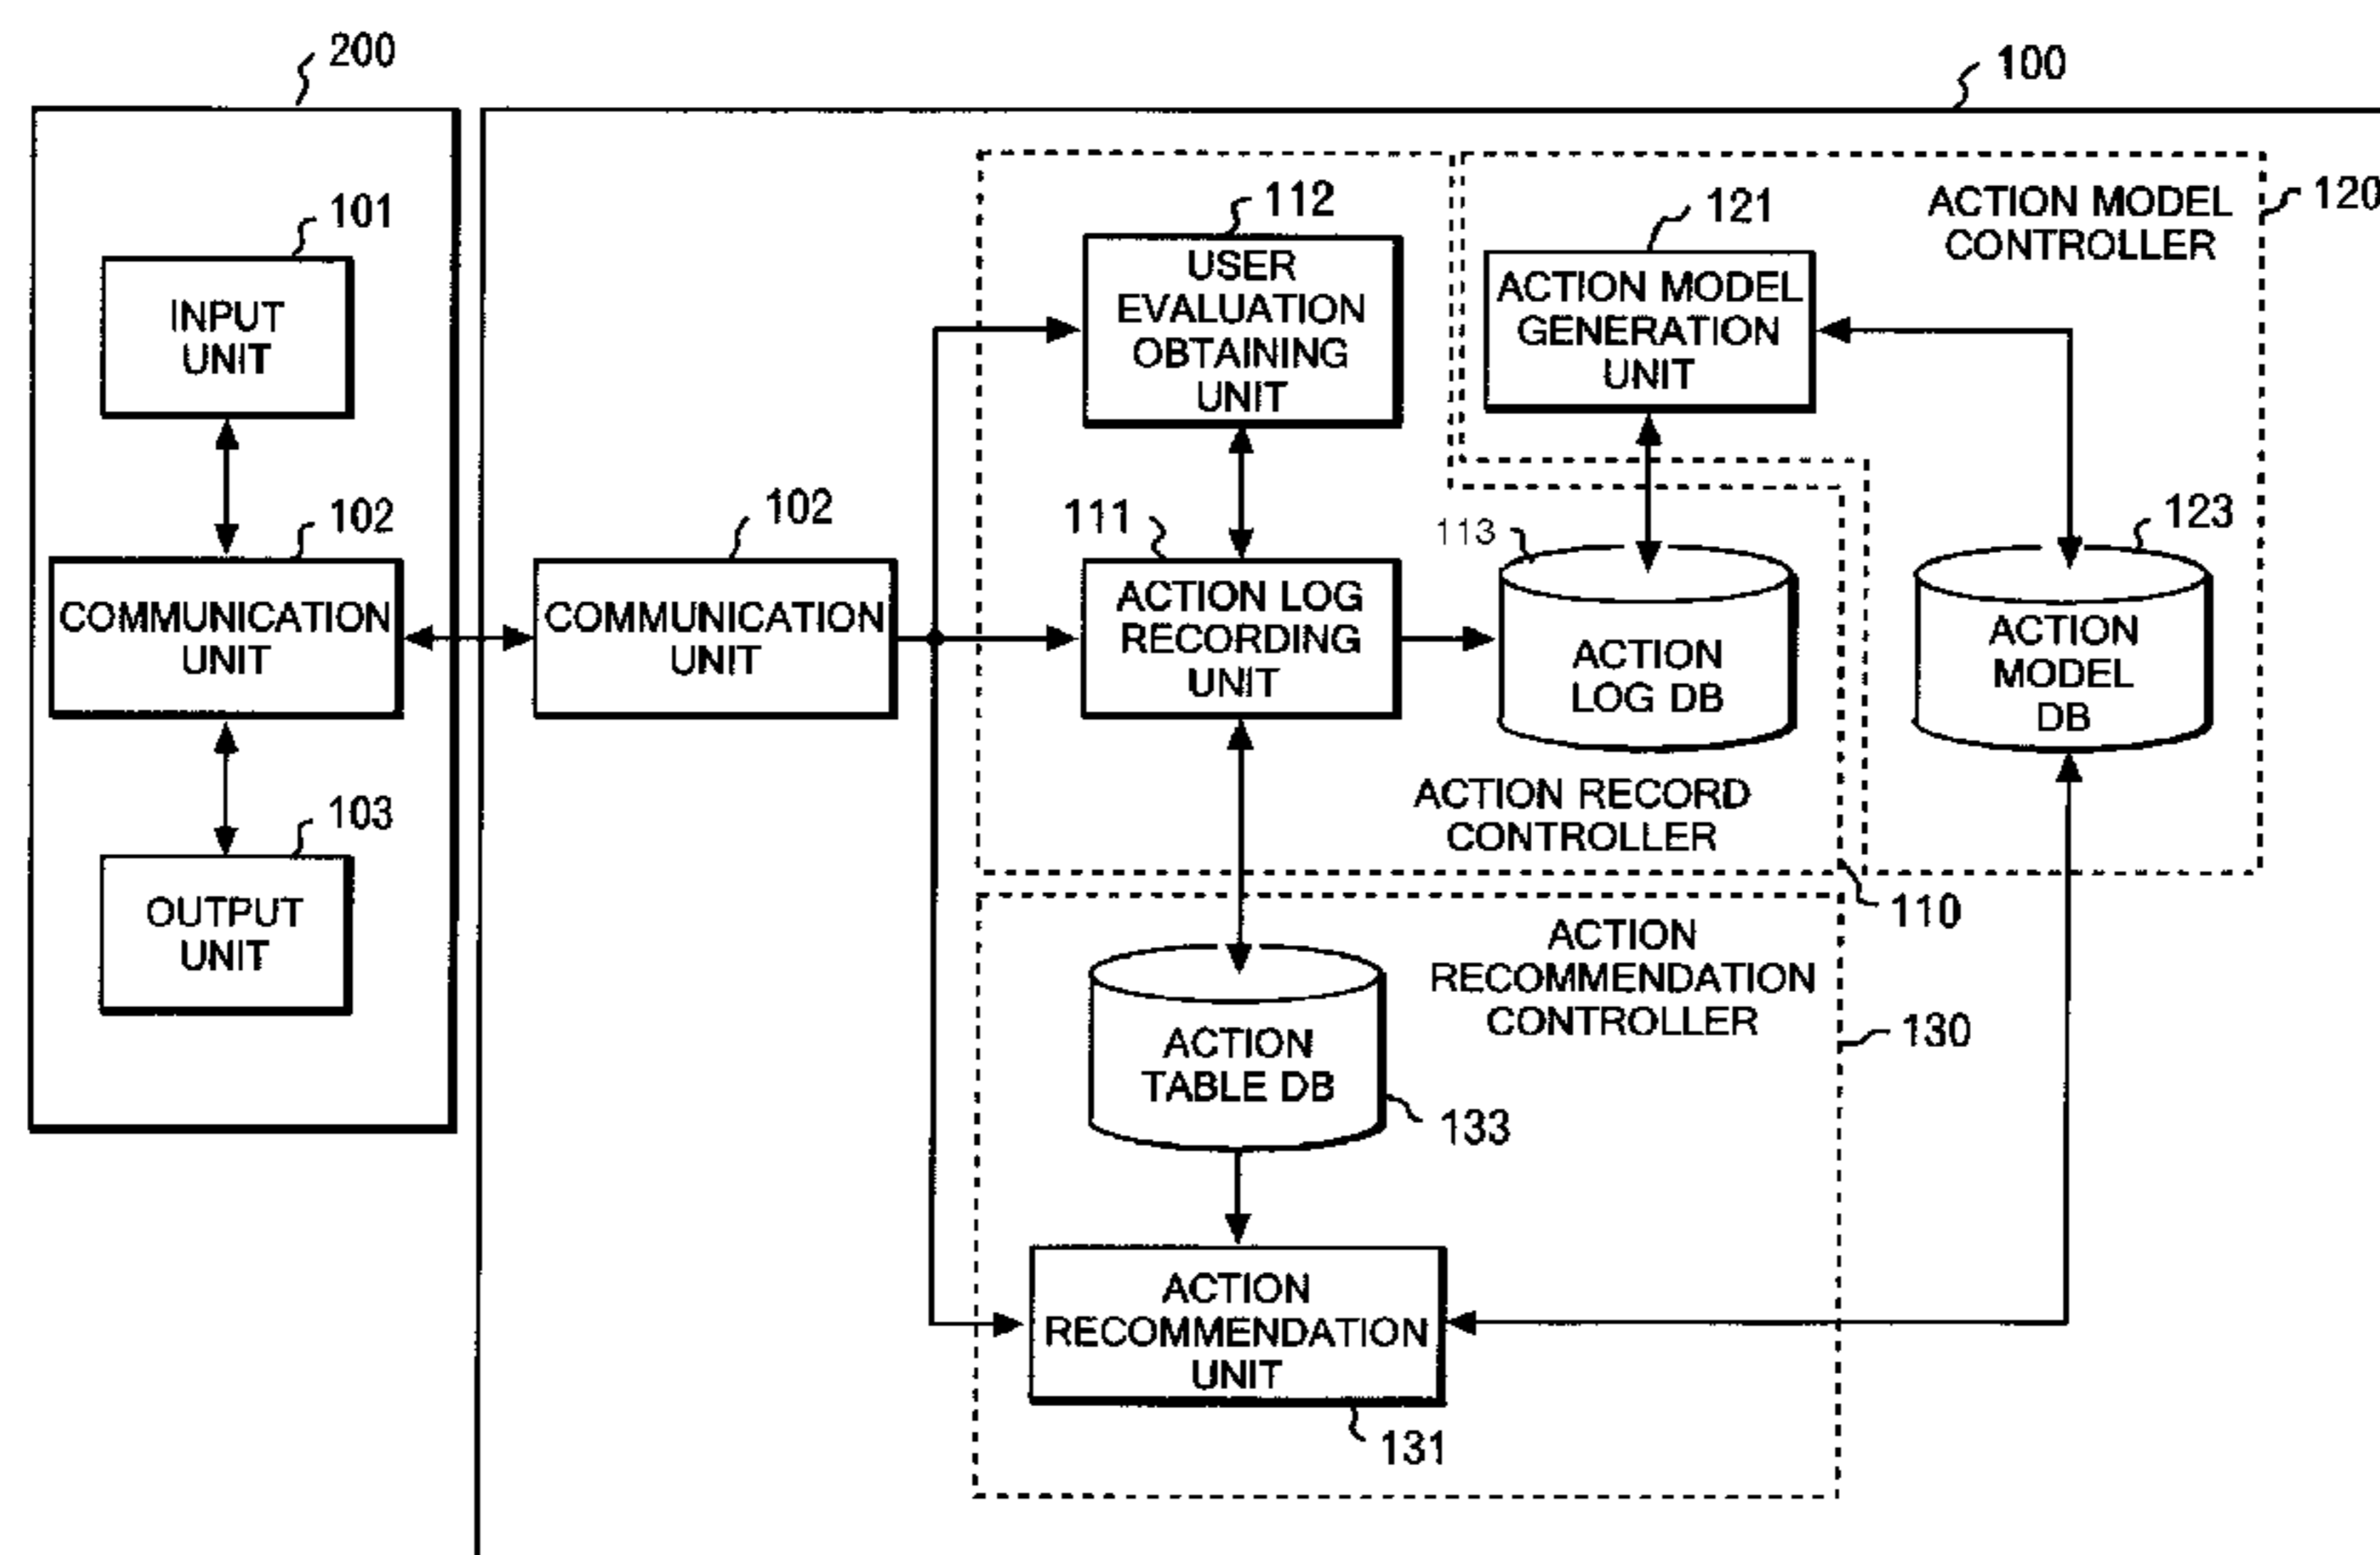 200
100
101
INPUT
UNIT
102
COMMUNICATION
UNIT
103
OUTPUT
UNIT
102
COMMUNICATION
UNIT
112
USER
EVALUATION
OBTAINING
UNIT
111
ACTION LOG
RECORDING
UNIT
113
ACTION
LOG DB
ACTION RECORD
CONTROLLER
110
121
ACTION MODEL
GENERATION
UNIT
ACTION MODEL
CONTROLLER
120
123
ACTION
MODEL
DB
ACTION
RECOMMENDATION
CONTROLLER
130
ACTION
TABLE DB
133
ACTION
RECOMMENDATION
UNIT
131